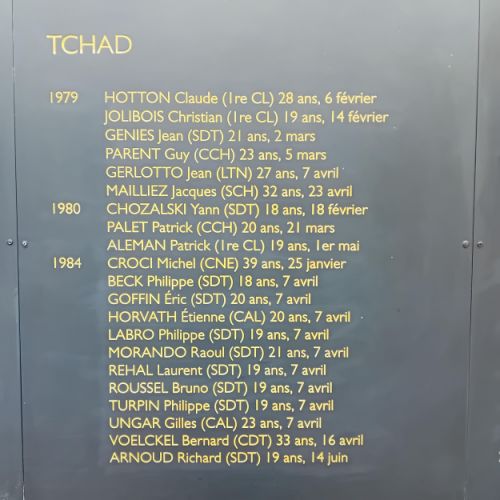 TCHAD
1979 HOTTON Claude (1re CL) 28 ans, 6 février
JOLIBOIS Christian (1re CL) 19 ans, 14 février
GENIES Jean (SDT) 21 ans, 2 mars
PARENT Guy (CCH) 23 ans, 5 mars
GERLOTTO Jean (LTN) 27 ans, 7 avril
MAILLIEZ Jacques (SCH) 32 ans, 23 avril
1980 CHOZALSKI Yann (SDT) 18 ans, 18 février
PALET Patrick (CCH) 20 ans, 21 mars
ALEMAN Patrick (1re CL) 19 ans, 1er mai
1984 CROCI Michel (CNE) 39 ans, 25 janvier
BECK Philippe (SDT) 18 ans, 7 avril
GOFFIN Éric (SDT) 20 ans, 7 avril
HORVATH Étienne (CAL) 20 ans, 7 avril
LABRO Philippe (SDT) 19 ans, 7 avril
MORANDO Raoul (SDT) 21 ans, 7 avril
REHAL Laurent (SDT) 19 ans, 7 avril
ROUSSEL Bruno (SDT) 19 ans, 7 avril
TURPIN Philippe (SDT) 19 ans, 7 avril
UNGAR Gilles (CAL) 23 ans, 7 avril
VOELCKEL Bernard (CDT) 33 ans, 16 avril
ARNOUD Richard (SDT) 19 ans, 14 juin